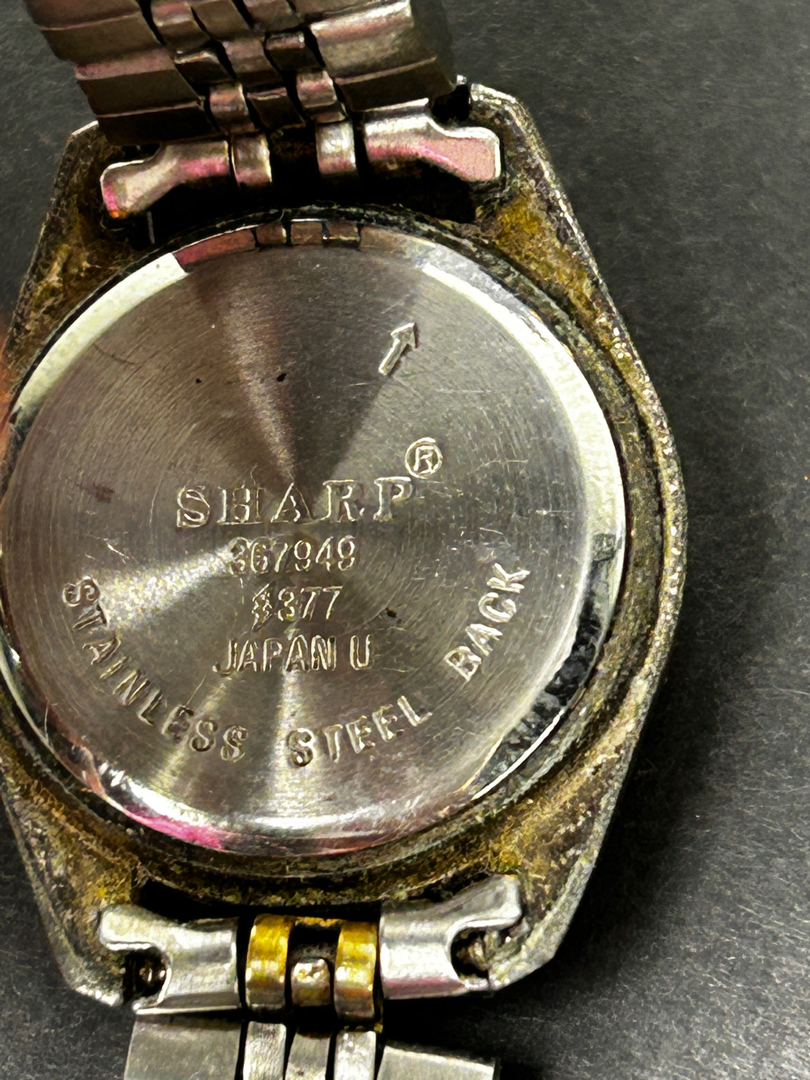 SHARP®
367949
377
JAPAN U
STAINLESS STEEL BACK